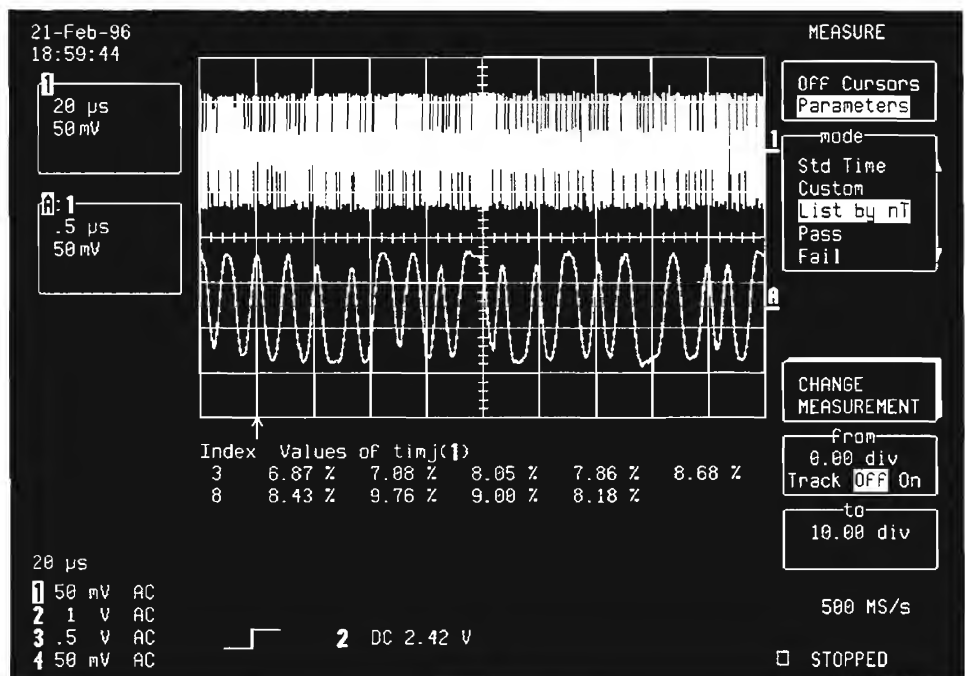 21-Feb-96
18:59:44
1
20 µs
50 mV
A:1
.5 µs
50 mV
1
A
MEASURE
OFF Cursors
Parameters
mode
Std Time
Custom
List by nT
Pass
Fail
CHANGE
MEASUREMENT
from
0.00 div
Track OFF On
to
10.00 div
Index Values of timj(1)
3 6.87 % 7.08 % 8.05 % 7.86 % 8.68 %
8 8.43 % 9.76 % 9.00 % 8.18 %
20 µs
1 50 mV AC
2 1 V AC
3 .5 V AC
4 50 mV AC
2 DC 2.42 V
500 MS/s
STOPPED